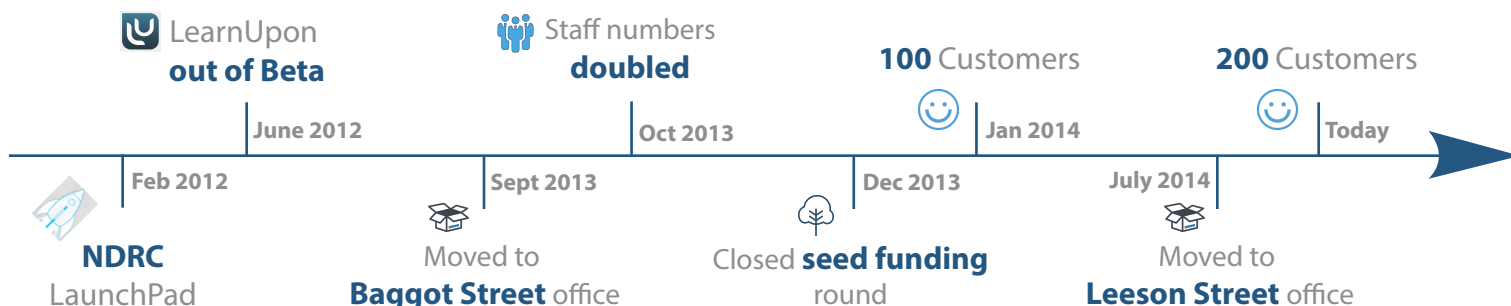 LearnUpon
out of Beta
June 2012
Staff numbers
doubled
Oct 2013
100 Customers
Jan 2014
200 Customers
Today
Feb 2012
NDRC
LaunchPad
Sept 2013
Moved to
Baggot Street office
Dec 2013
Closed seed funding
round
July 2014
Moved to
Leeson Street office